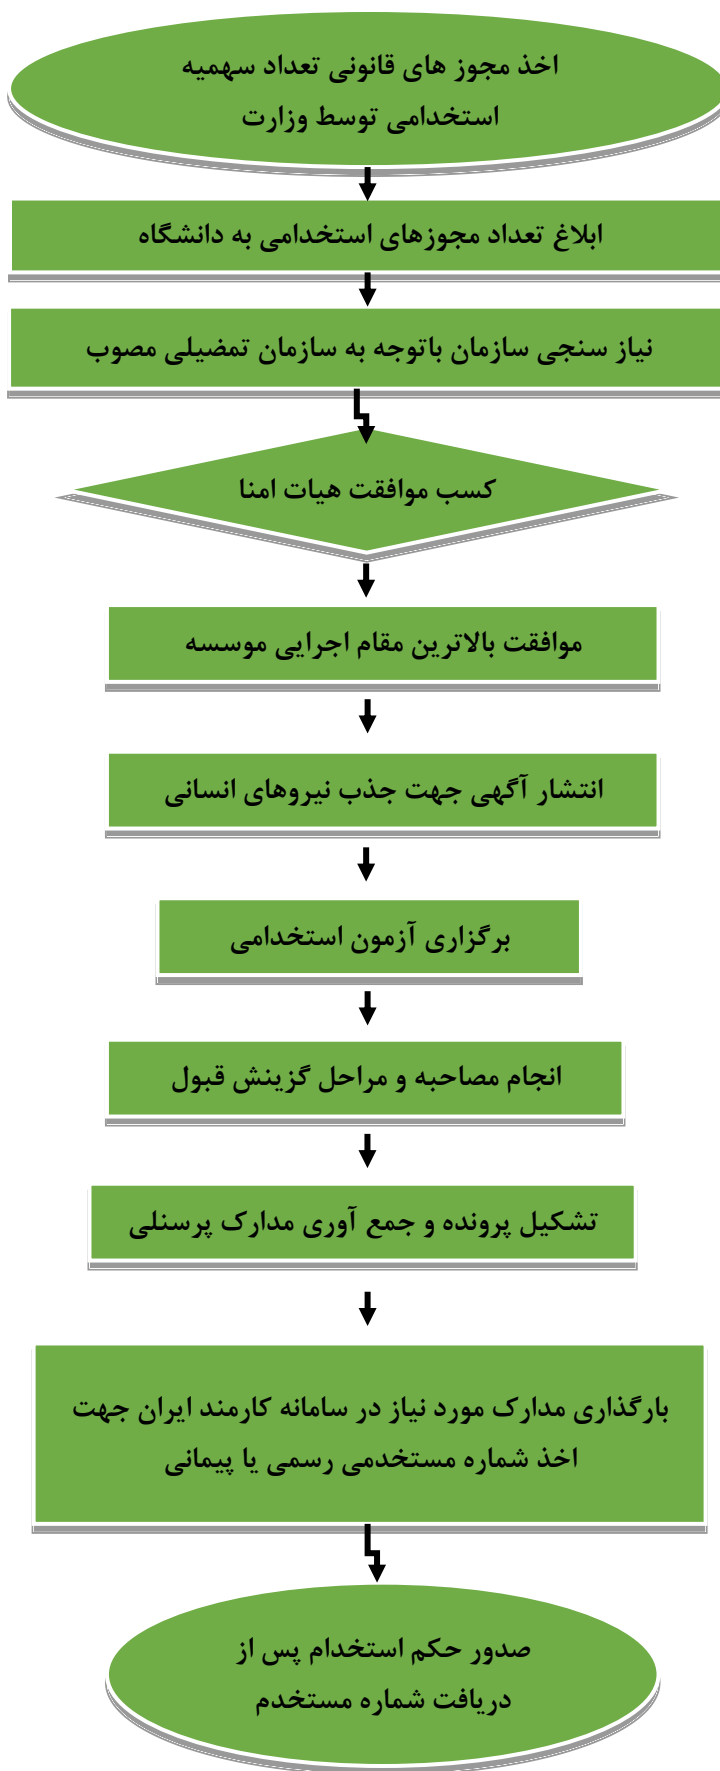 اخذ مجوز های قانونی تعداد سهمیه
استخدامی توسط وزارت
ابلاغ تعداد مجوزهای استخدامی به دانشگاه
نیاز سنجی سازمان باتوجه به سازمان تمضیلی مصوب
کسب موافقت هیات امنا
موافقت بالاترین مقام اجرایی موسسه
انتشار آگهی جهت جذب نیروهای انسانی
برگزاری آزمون استخدامی
انجام مصاحبه و مراحل گزینش قبول
تشکیل پرونده و جمع آوری مدارک پرسنلی
بارگذاری مدارک مورد نیاز در سامانه کارمند ایران جهت
اخذ شماره مستخدمی رسمی یا پیمانی
صدور حکم استخدام پس از
دریافت شماره مستخدم